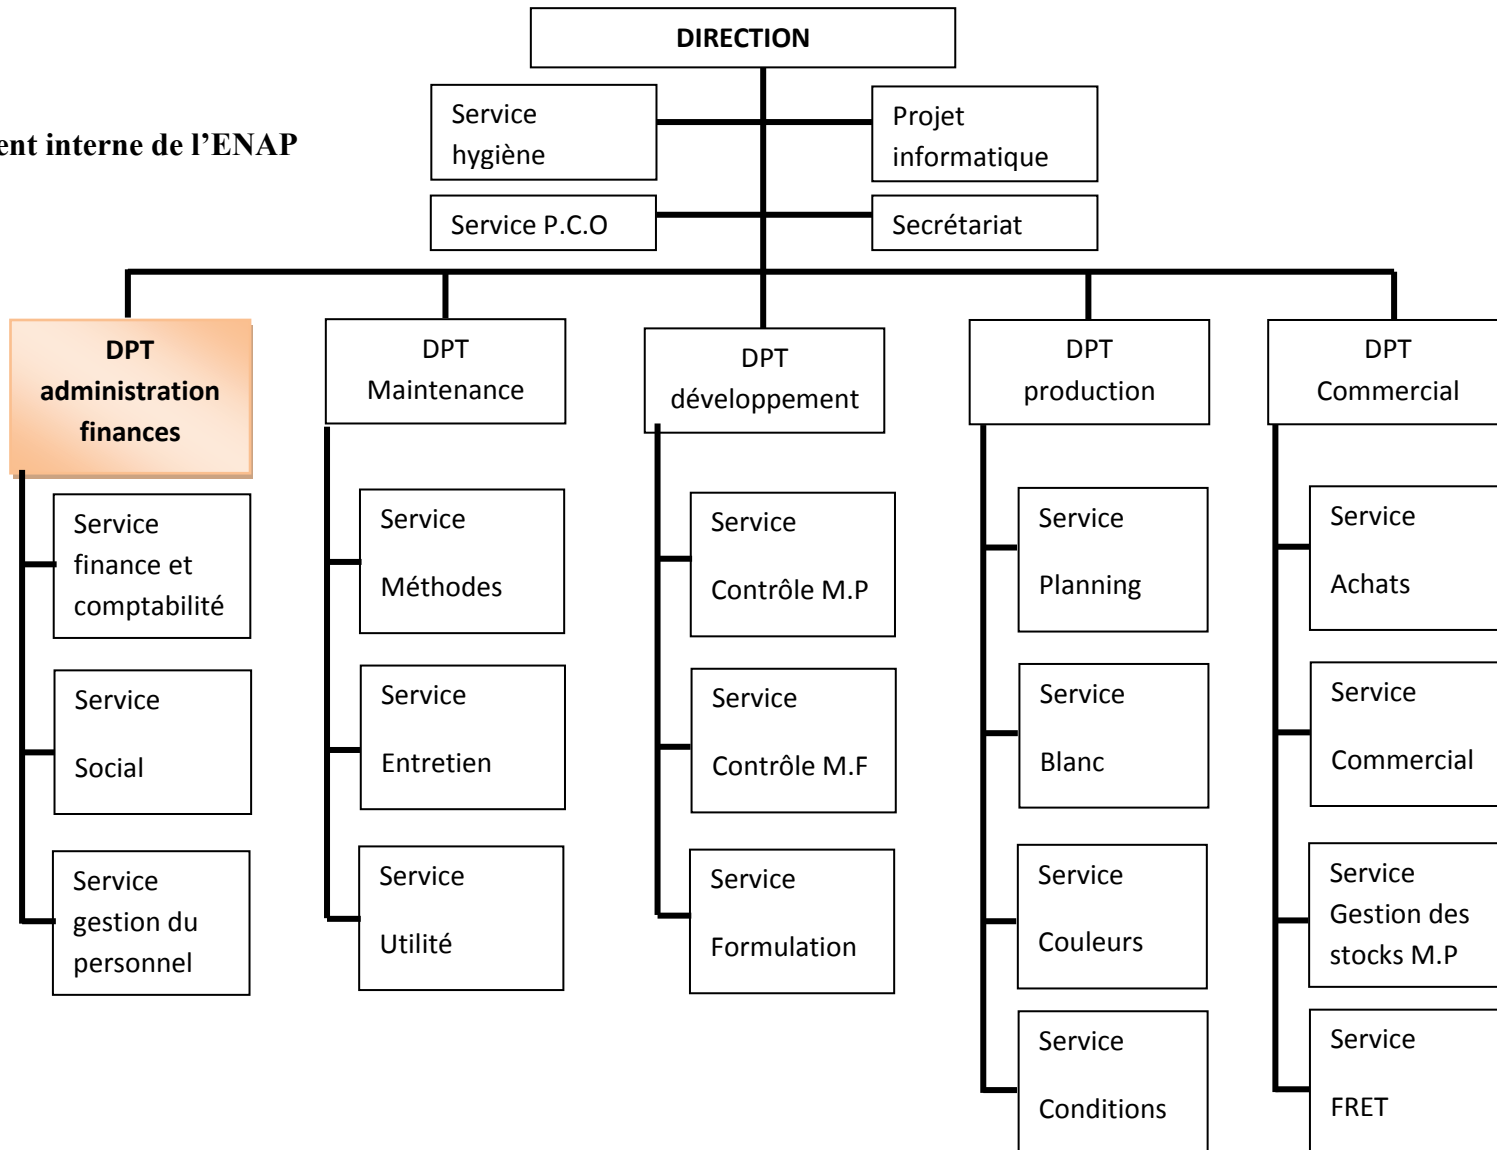 DIRECTION
Service
hygiène
Projet
informatique
ent interne de l’ENAP
Service P.C.O
Secrétariat
DPT
administration
finances
DPT
Maintenance
DPT
développement
DPT
production
DPT
Commercial
Service
finance et
comptabilité
Service
Social
Service
gestion du
personnel
Service
Méthodes
Service
Entretien
Service
Utilité
Service
Contrôle M.P
Service
Contrôle M.F
Service
Formulation
Service
Planning
Service
Blanc
Service
Couleurs
Service
Conditions
Service
Achats
Service
Commercial
Service
Gestion des
stocks M.P
Service
FRET